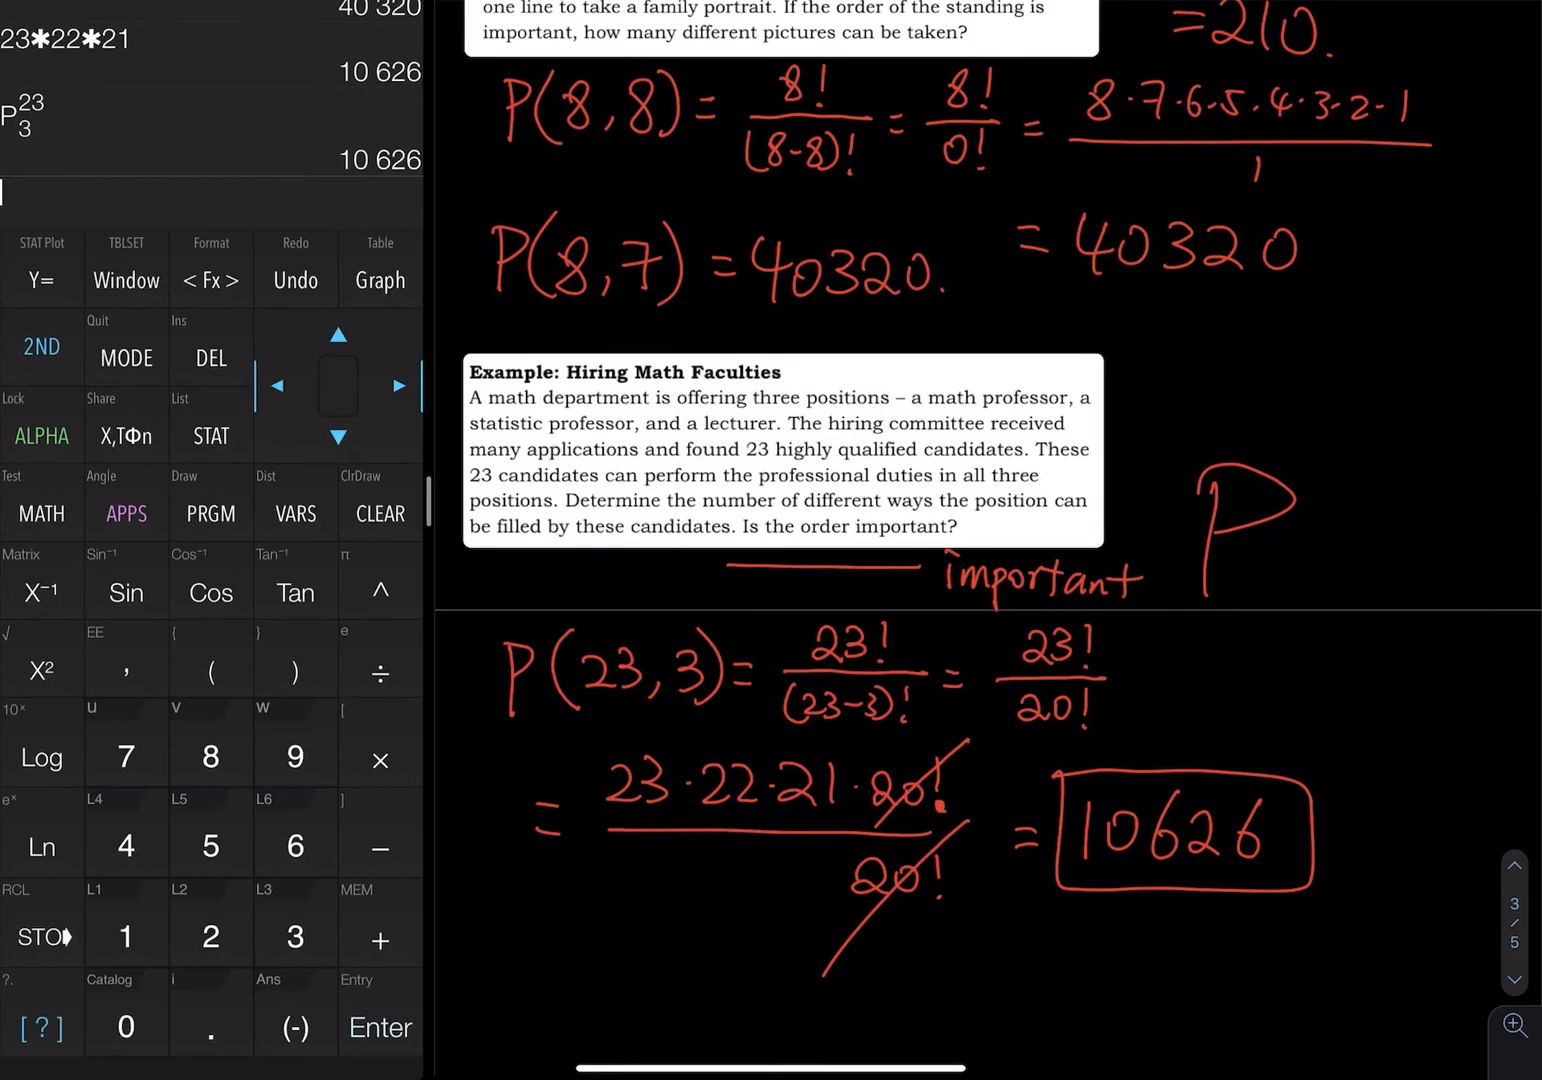 40 320
23*22*21
10 626
P 23 3
10 626
STAT Plot TBLSET Format Redo Table
Y= Window < Fx > Undo Graph
Quit Ins
2ND MODE DEL
Lock Share List
ALPHA X,TΦn STAT
Test Angle Draw Dist ClrDraw
MATH APPS PRGM VARS CLEAR
Matrix Sin⁻¹ Cos⁻¹ Tan⁻¹ π
X⁻¹ Sin Cos Tan ^
√ EE { } e
X² , ( ) ÷
10ˣ u v w [
Log 7 8 9 ×
eˣ L4 L5 L6 ]
Ln 4 5 6 −
RCL L1 L2 L3 MEM
STO▶ 1 2 3 +
?. Catalog i Ans Entry
[ ? ] 0 . (-) Enter
one line to take a family portrait. If the order of the standing is
important, how many different pictures can be taken?
=210.
P(8,8) = 8!/(8-8)! = 8!/0! = 8·7·6·5·4·3·2·1/1
= 40320
P(8,7) = 40320.
Example: Hiring Math Faculties
A math department is offering three positions – a math professor, a
statistic professor, and a lecturer. The hiring committee received
many applications and found 23 highly qualified candidates. These
23 candidates can perform the professional duties in all three
positions. Determine the number of different ways the position can
be filled by these candidates. Is the order important?
important
P
P(23,3) = 23!/(23-3)! = 23!/20!
= 23·22·21·20!/20! = 10626
3
/
5